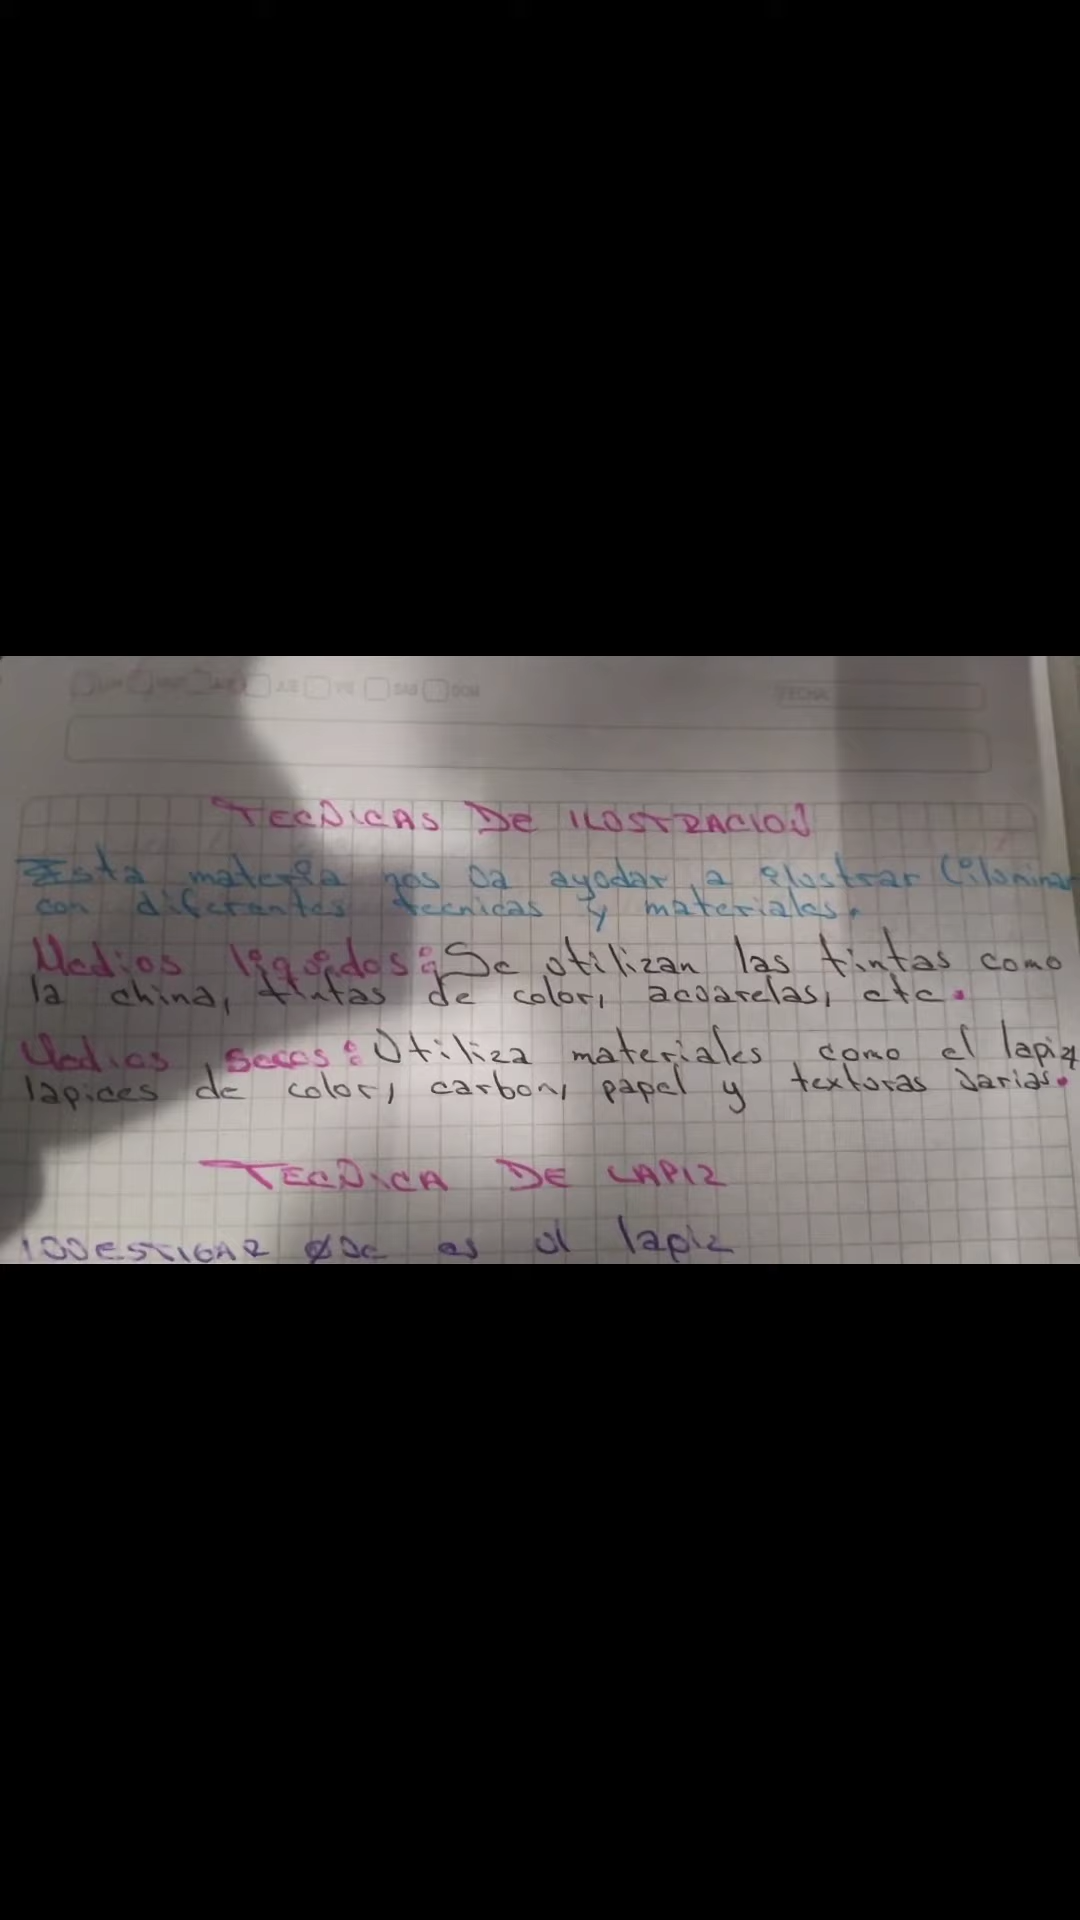 TECNICAS DE ILUSTRACION
Esta materia nos va ayudar a ilustrar (iluminar
con diferentes tecnicas y materiales.
Medios liquidos: Se utilizan las tintas como
la china, tintas de color, acuarelas, etc.
Medios secos: Utiliza materiales como el lapiz
lapices de color, carbon, papel y texturas varias.
TECNICA DE LAPIZ
INVESTIGAR que es el lapiz